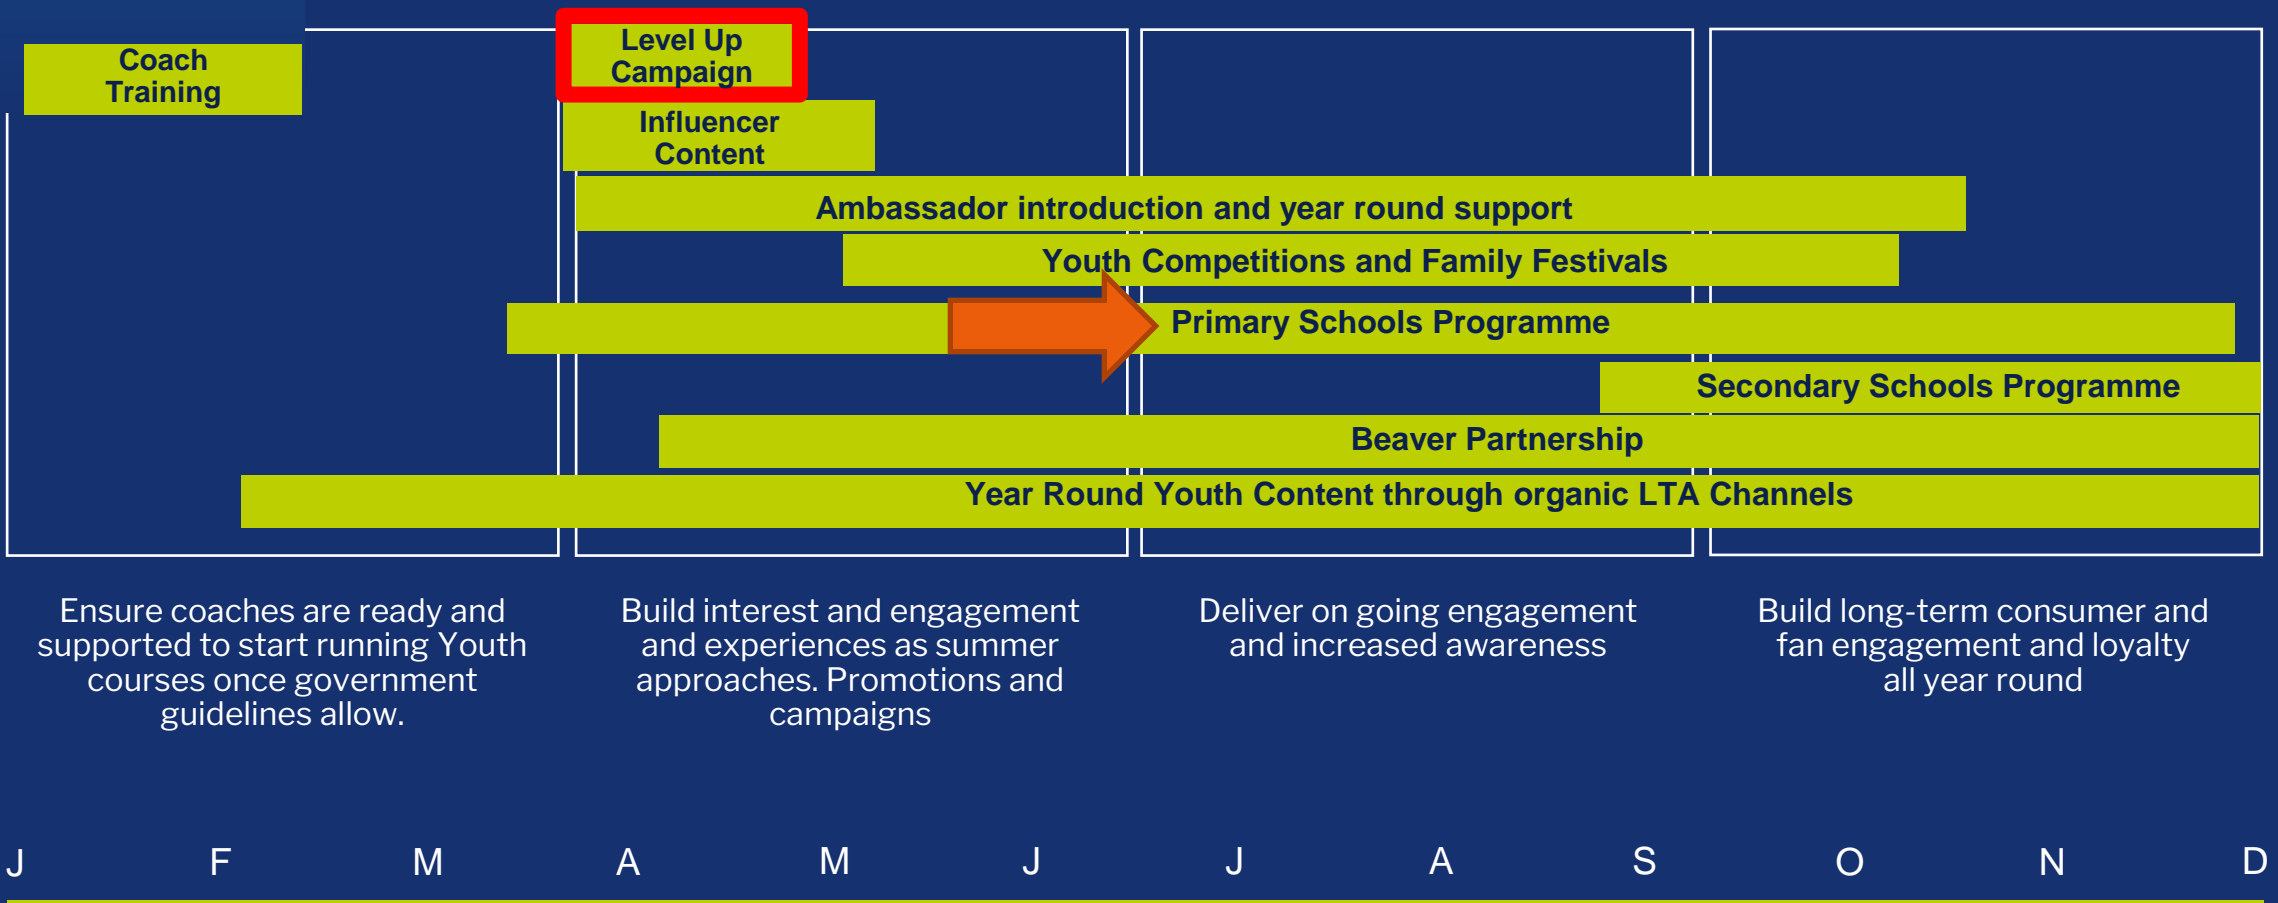 Coach
Training
Level Up
Campaign
Influencer
Content
Ambassador introduction and year round support
Youth Competitions and Family Festivals
Primary Schools Programme
Secondary Schools Programme
Beaver Partnership
Year Round Youth Content through organic LTA Channels
Ensure coaches are ready and
supported to start running Youth
courses once government
guidelines allow.
Build interest and engagement
and experiences as summer
approaches. Promotions and
campaigns
Deliver on going engagement
and increased awareness
Build long-term consumer and
fan engagement and loyalty
all year round
J F M A M J J A S O N D